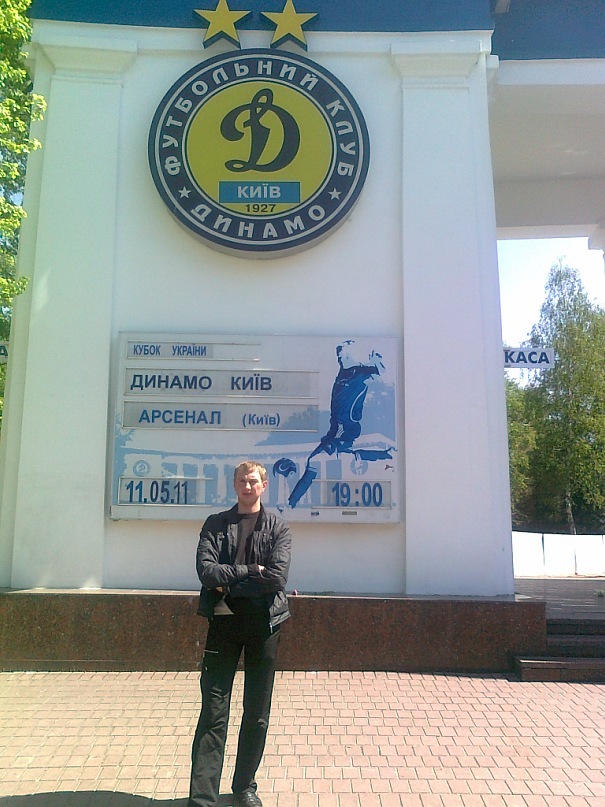 ФУТБОЛЬНИЙ КЛУБ
Д
КИЇВ
1927
ДИНАМО
КУБОК УКРАЇНИ
ДИНАМО КИЇВ
КАСА
АРСЕНАЛ (Київ)
11.05.11 19:00